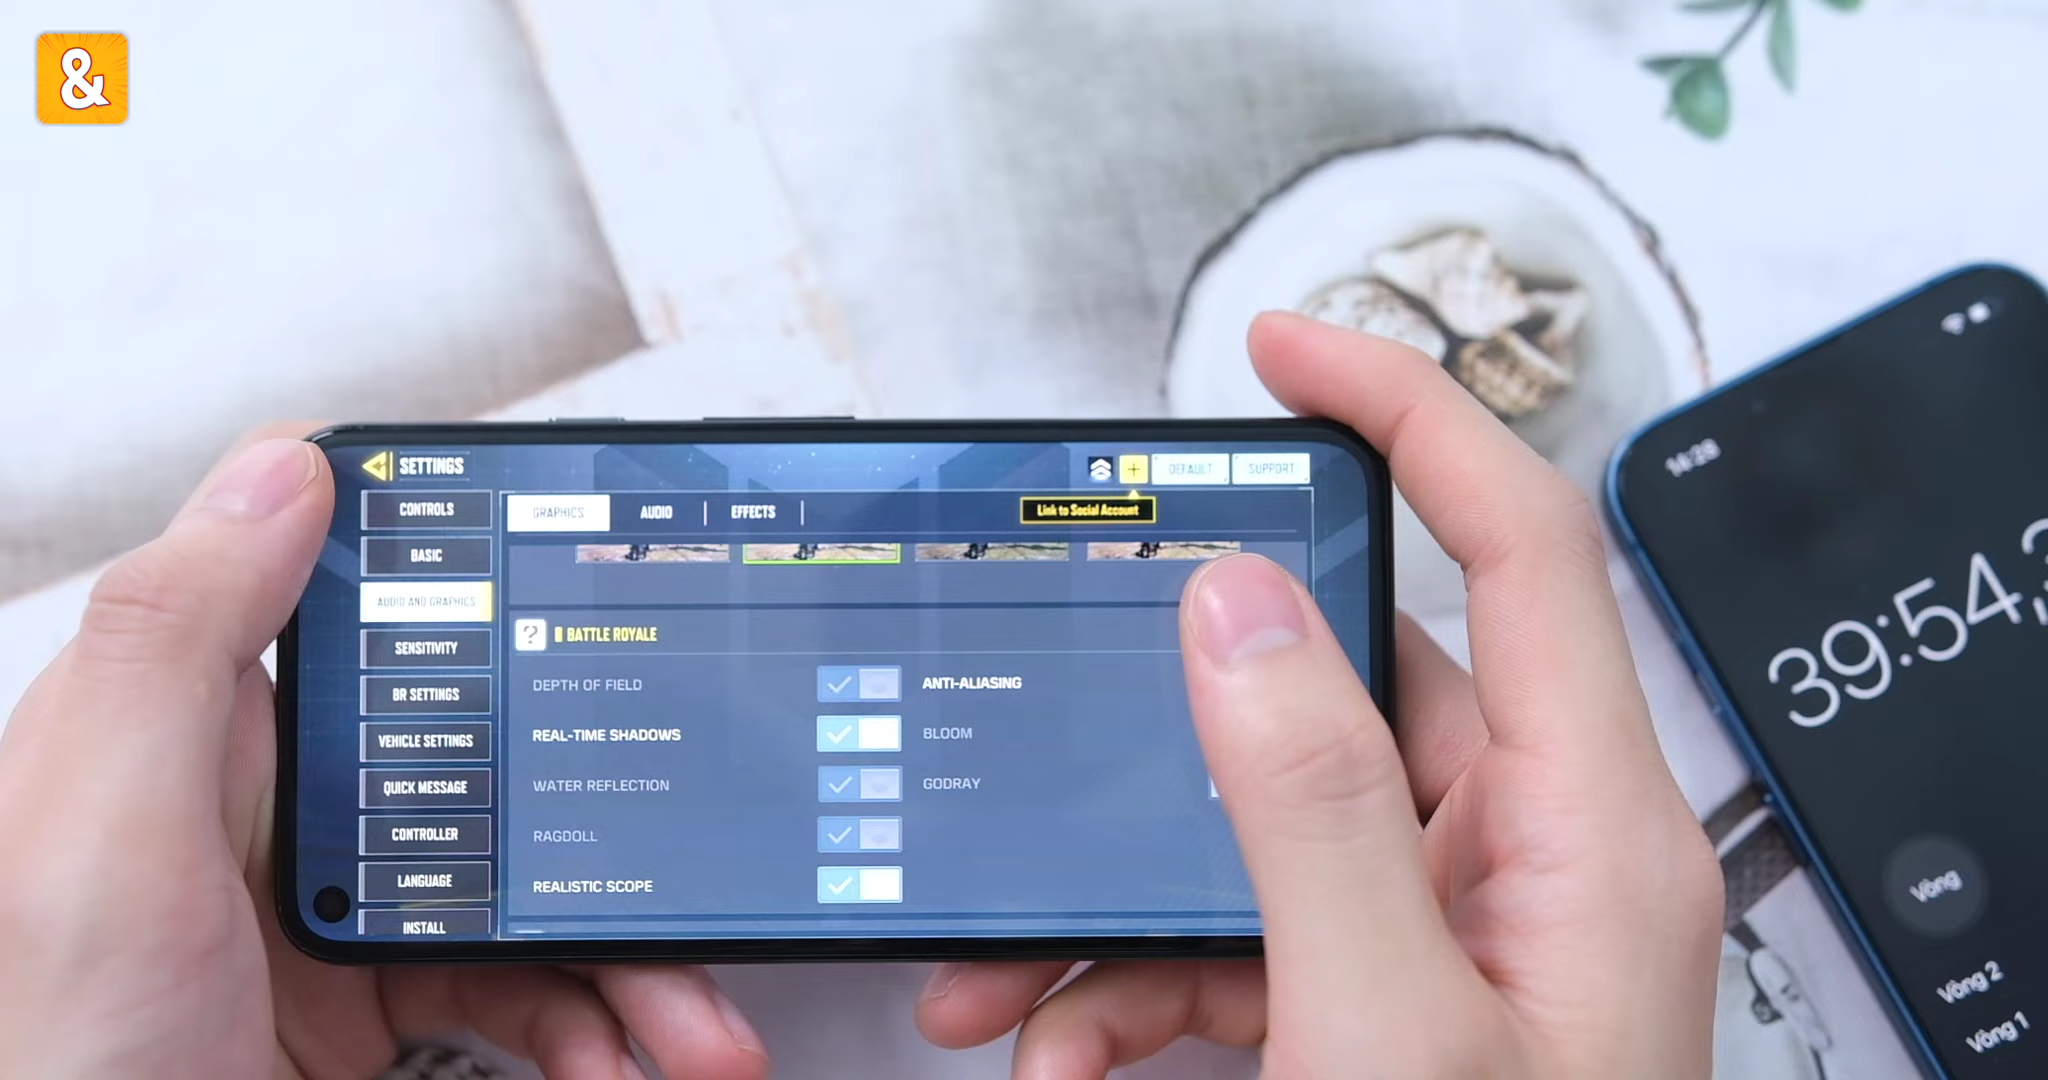 &
SETTINGS
DEFAULT
SUPPORT
Link to Social Account
CONTROLS
BASIC
AUDIO AND GRAPHICS
SENSITIVITY
BR SETTINGS
VEHICLE SETTINGS
QUICK MESSAGE
CONTROLLER
LANGUAGE
INSTALL
GRAPHICS
AUDIO
EFFECTS
?
BATTLE ROYALE
DEPTH OF FIELD
ANTI-ALIASING
REAL-TIME SHADOWS
BLOOM
WATER REFLECTION
GODRAY
RAGDOLL
REALISTIC SCOPE
39:54,3
Vòng
Vòng 2
Vòng 1